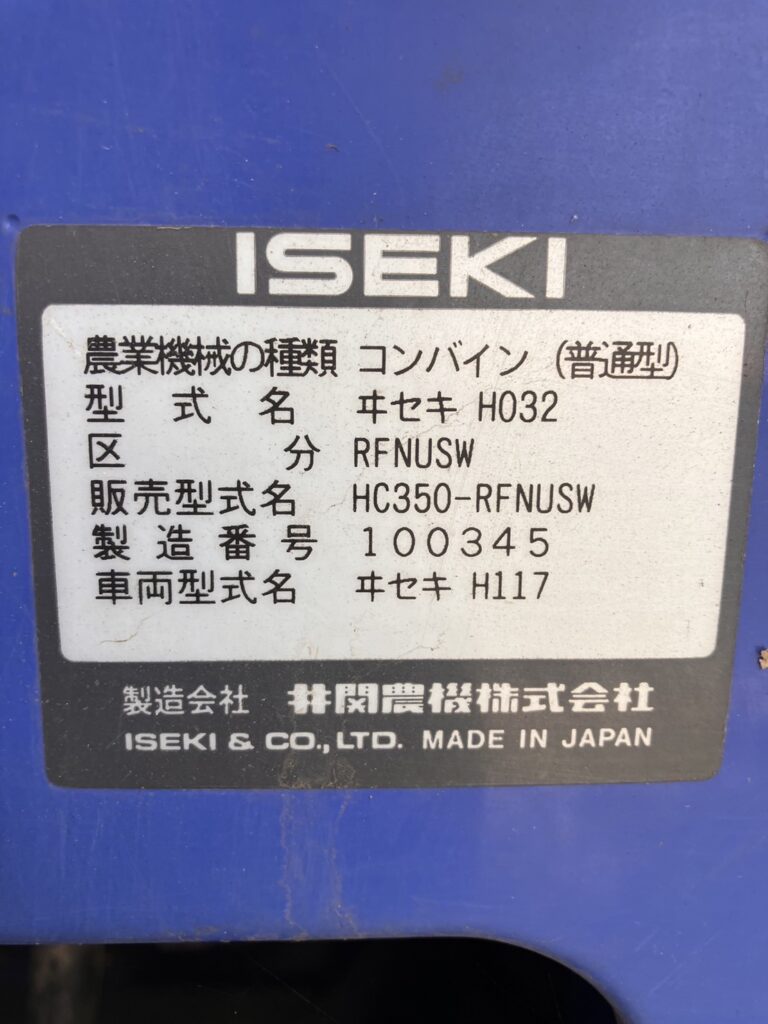 ISEKI
農業機械の種類 コンバイン (普通型)
型式名 ヰセキ H032
区分 RFNUSW
販売型式名 HC350-RFNUSW
製造番号 100345
車両型式名 ヰセキ H117
製造会社 井関農機株式会社
ISEKI & CO.,LTD. MADE IN JAPAN